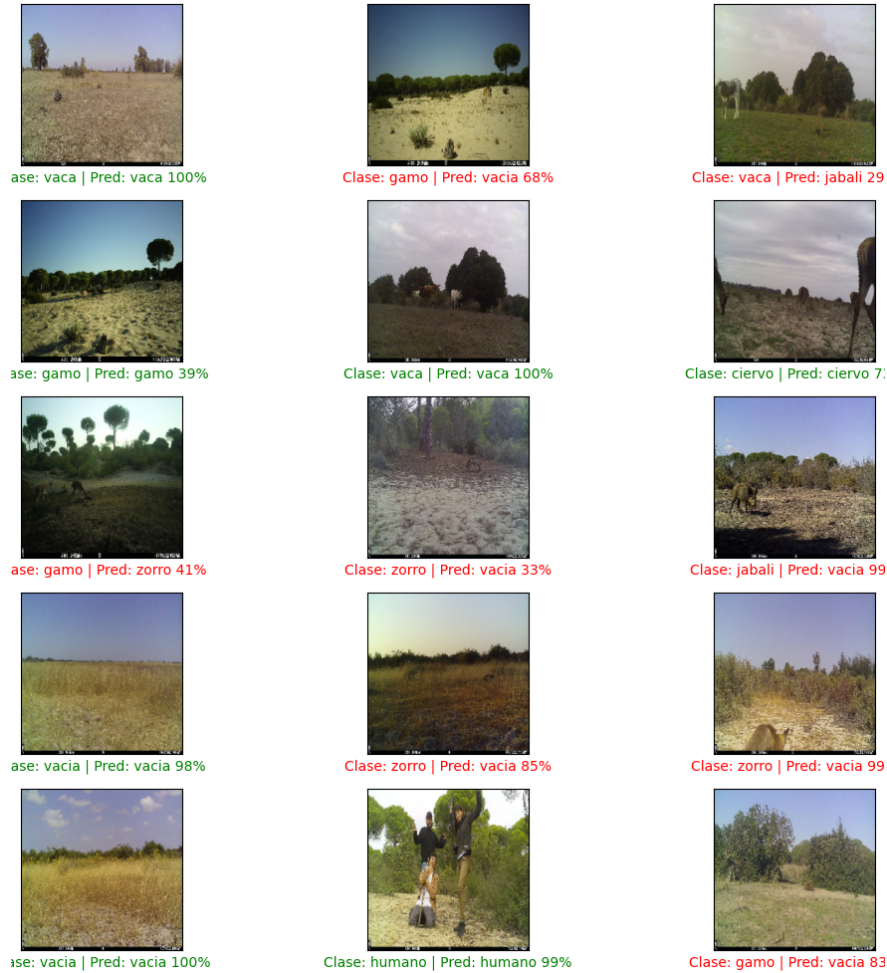 ase: vaca | Pred: vaca 100%
Clase: gamo | Pred: vacia 68%
Clase: vaca | Pred: jabali 29
ase: gamo | Pred: gamo 39%
Clase: vaca | Pred: vaca 100%
Clase: ciervo | Pred: ciervo 7
ase: gamo | Pred: zorro 41%
Clase: zorro | Pred: vacia 33%
Clase: jabali | Pred: vacia 99
ase: vacia | Pred: vacia 98%
Clase: zorro | Pred: vacia 85%
Clase: zorro | Pred: vacia 99
ase: vacia | Pred: vacia 100%
Clase: humano | Pred: humano 99%
Clase: gamo | Pred: vacia 83